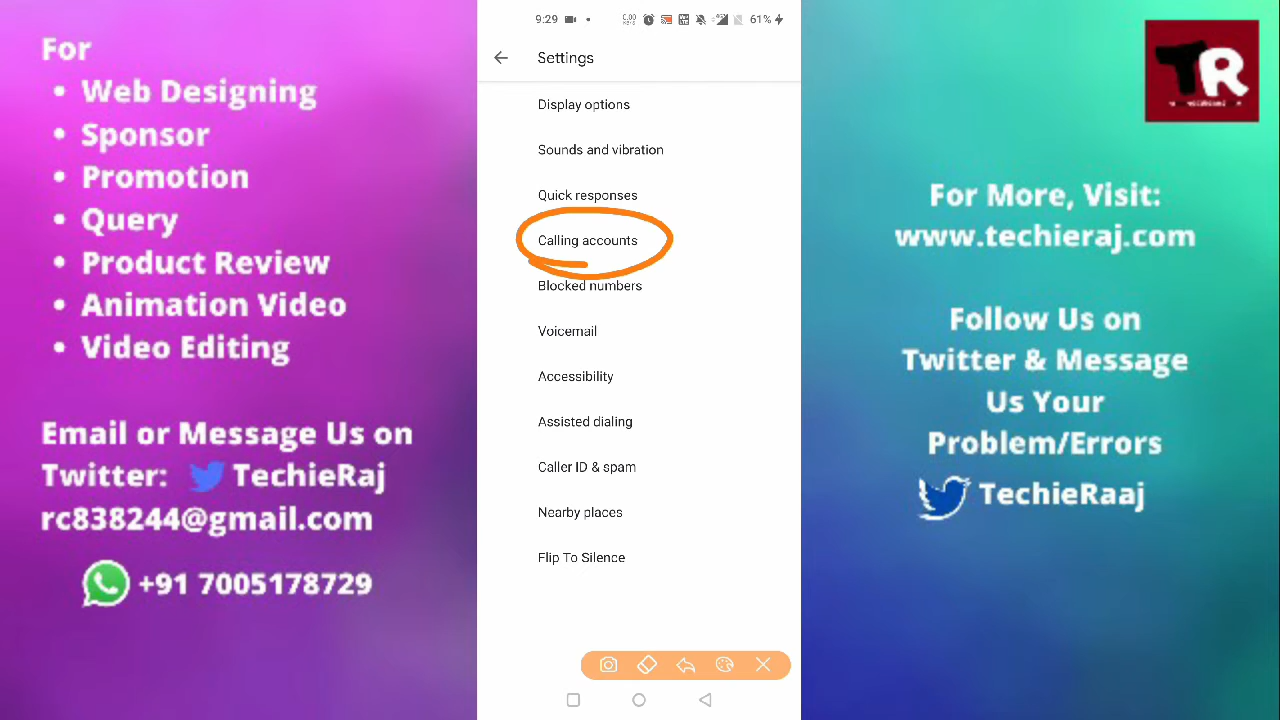 For
• Web Designing
• Sponsor
• Promotion
• Query
• Product Review
• Animation Video
• Video Editing
Email or Message Us on
Twitter: TechieRaj
rc838244@gmail.com
+91 7005178729
9:29
61%
Settings
Display options
Sounds and vibration
Quick responses
Calling accounts
Blocked numbers
Voicemail
Accessibility
Assisted dialing
Caller ID & spam
Nearby places
Flip To Silence
TR
For More, Visit:
www.techieraj.com
Follow Us on
Twitter & Message
Us Your
Problem/Errors
TechieRaaj